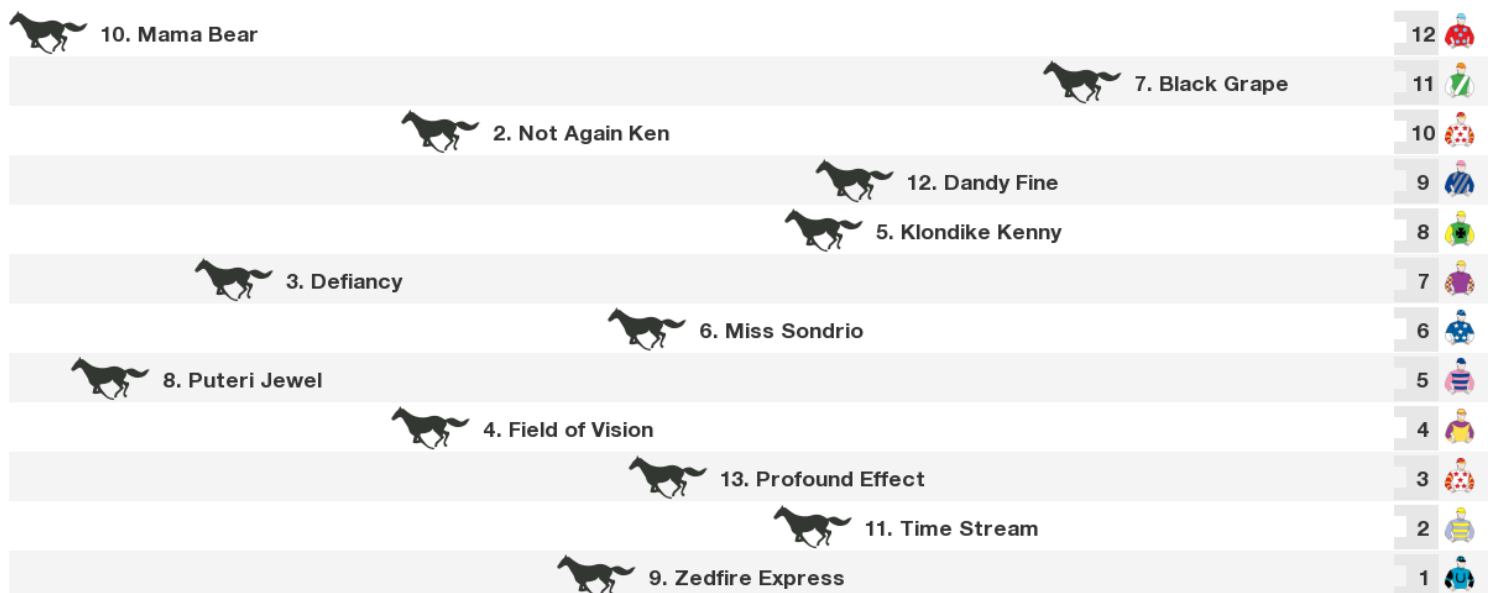 10. Mama Bear 12
7. Black Grape 11
2. Not Again Ken 10
12. Dandy Fine 9
5. Klondike Kenny 8
3. Defiancy 7
6. Miss Sondrio 6
8. Puteri Jewel 5
4. Field of Vision 4
13. Profound Effect 3
11. Time Stream 2
9. Zedfire Express 1